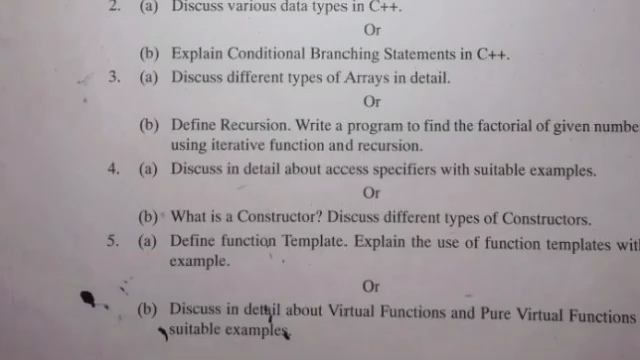 2. (a) Discuss various data types in C++.
Or
(b) Explain Conditional Branching Statements in C++.
3. (a) Discuss different types of Arrays in detail.
Or
(b) Define Recursion. Write a program to find the factorial of given numbe
using iterative function and recursion.
4. (a) Discuss in detail about access specifiers with suitable examples.
Or
(b) What is a Constructor? Discuss different types of Constructors.
5. (a) Define function Template. Explain the use of function templates wit
example.
Or
(b) Discuss in detail about Virtual Functions and Pure Virtual Functions
suitable examples.